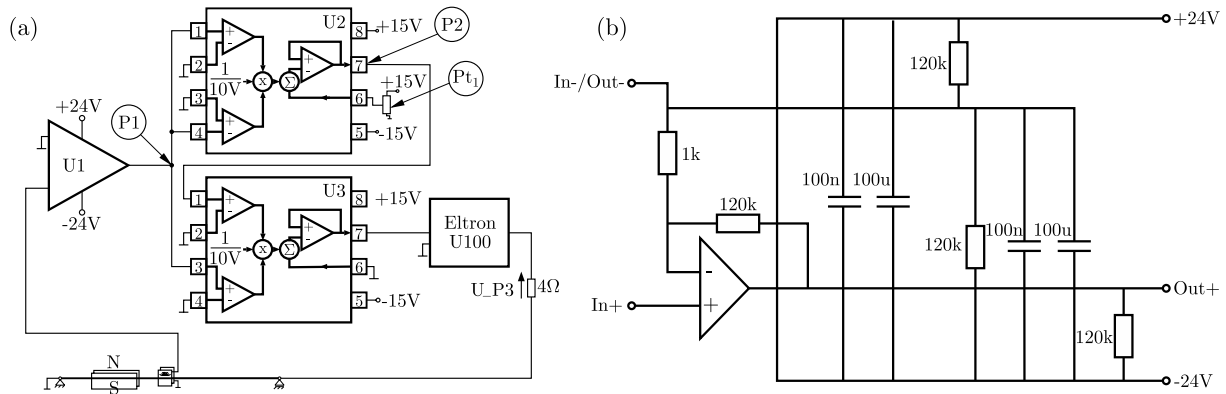 (a)
U2
1
2
3
4
+
-
+
-
1
10V
x
Σ
8
7
6
5
+15V
P2
+15V
Pt₁
-15V
P1
+24V
U1
-24V
U3
1
2
3
4
+
-
+
-
1
10V
x
Σ
8
7
6
5
+15V
-15V
Eltron
U100
U_P3
4Ω
N
S
(b)
+24V
120k
In-/Out-
1k
100n
100u
120k
120k
100n
100u
-
+
In+
Out+
120k
-24V